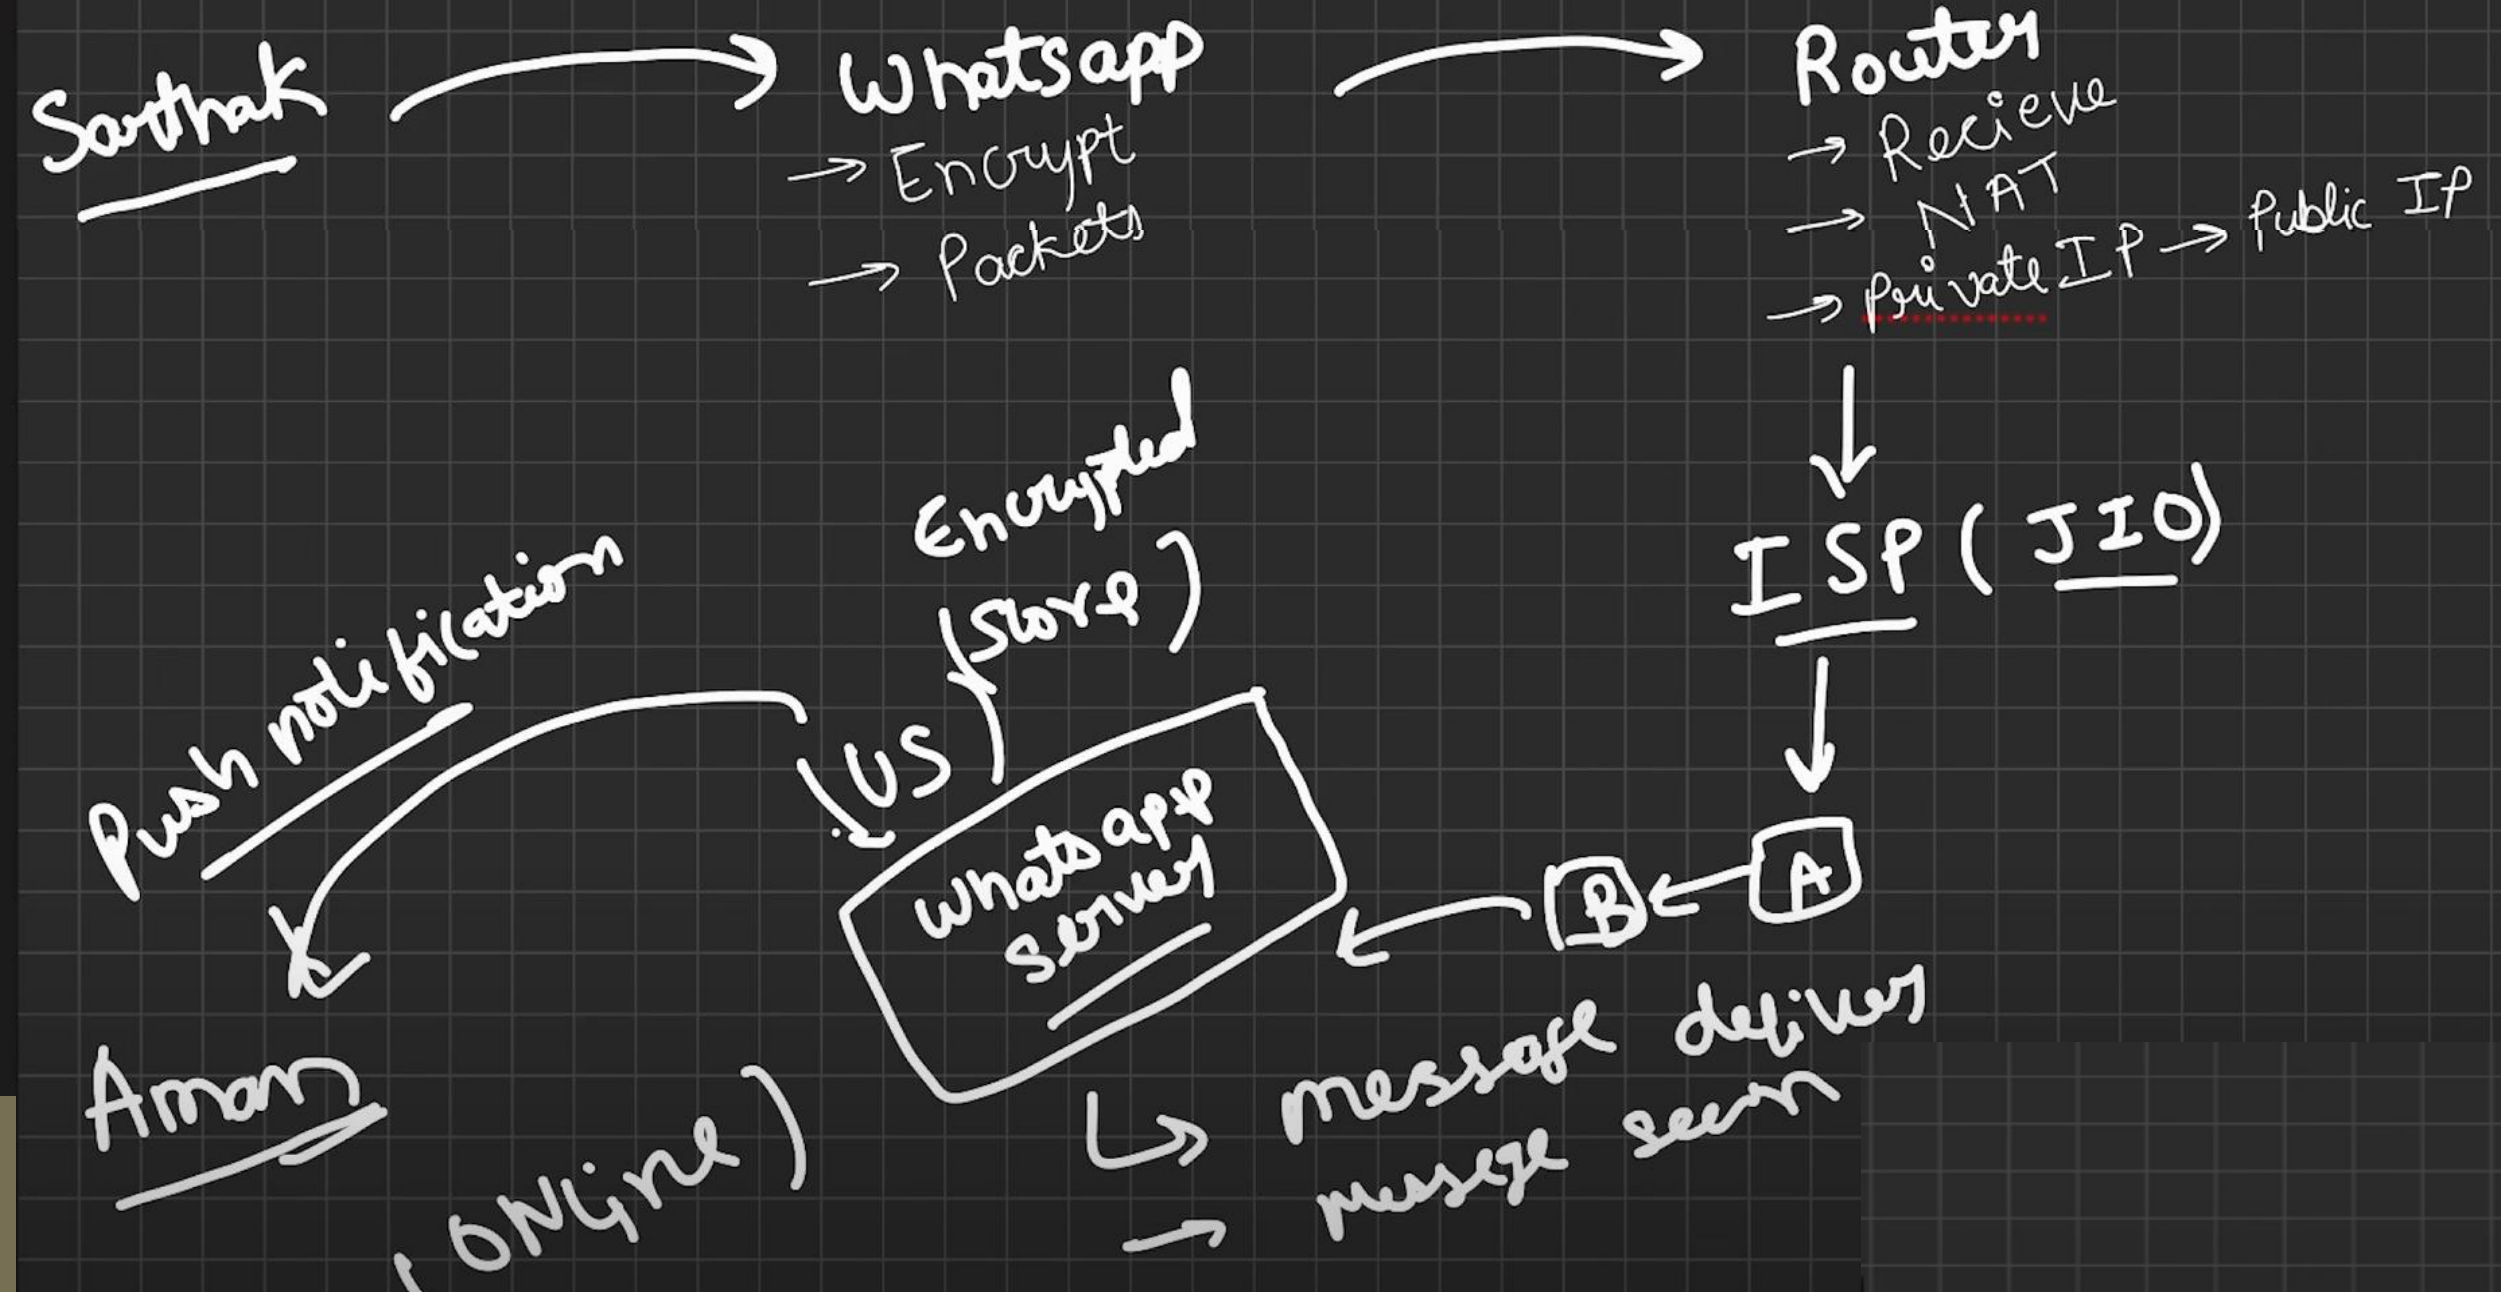 Sarthak
Whatsapp
→ Encrypt
→ Packets
Router
→ Recieve
→ NAT
→ Private IP → Public IP
ISP (JIO)
A
B
Encrypted
(Store)
(US)
Whatsapp
server
Push notification
Aman
(ONLine)
message deliver
→ message seen